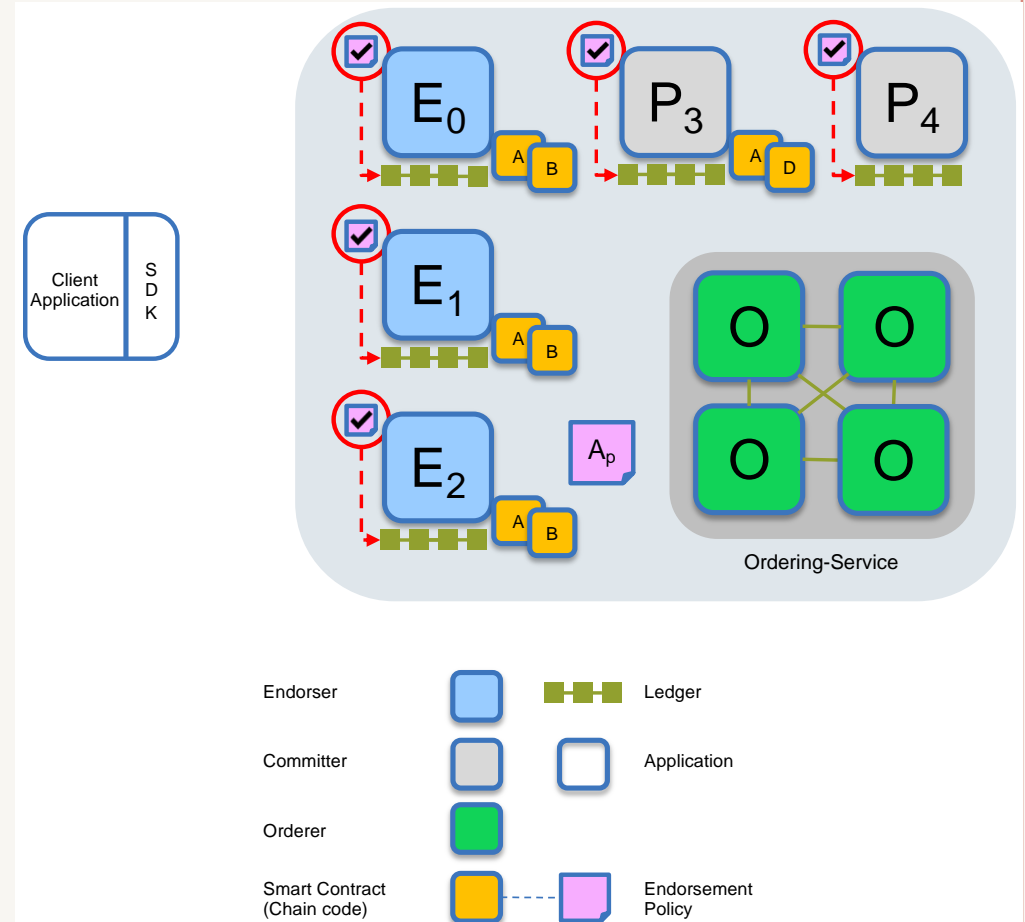 E0
A
B
P3
A
D
P4
Client
Application
S
D
K
E1
A
B
O
O
E2
A
B
Ap
O
O
Ordering-Service
Endorser
Ledger
Committer
Application
Orderer
Smart Contract
(Chain code)
Endorsement
Policy